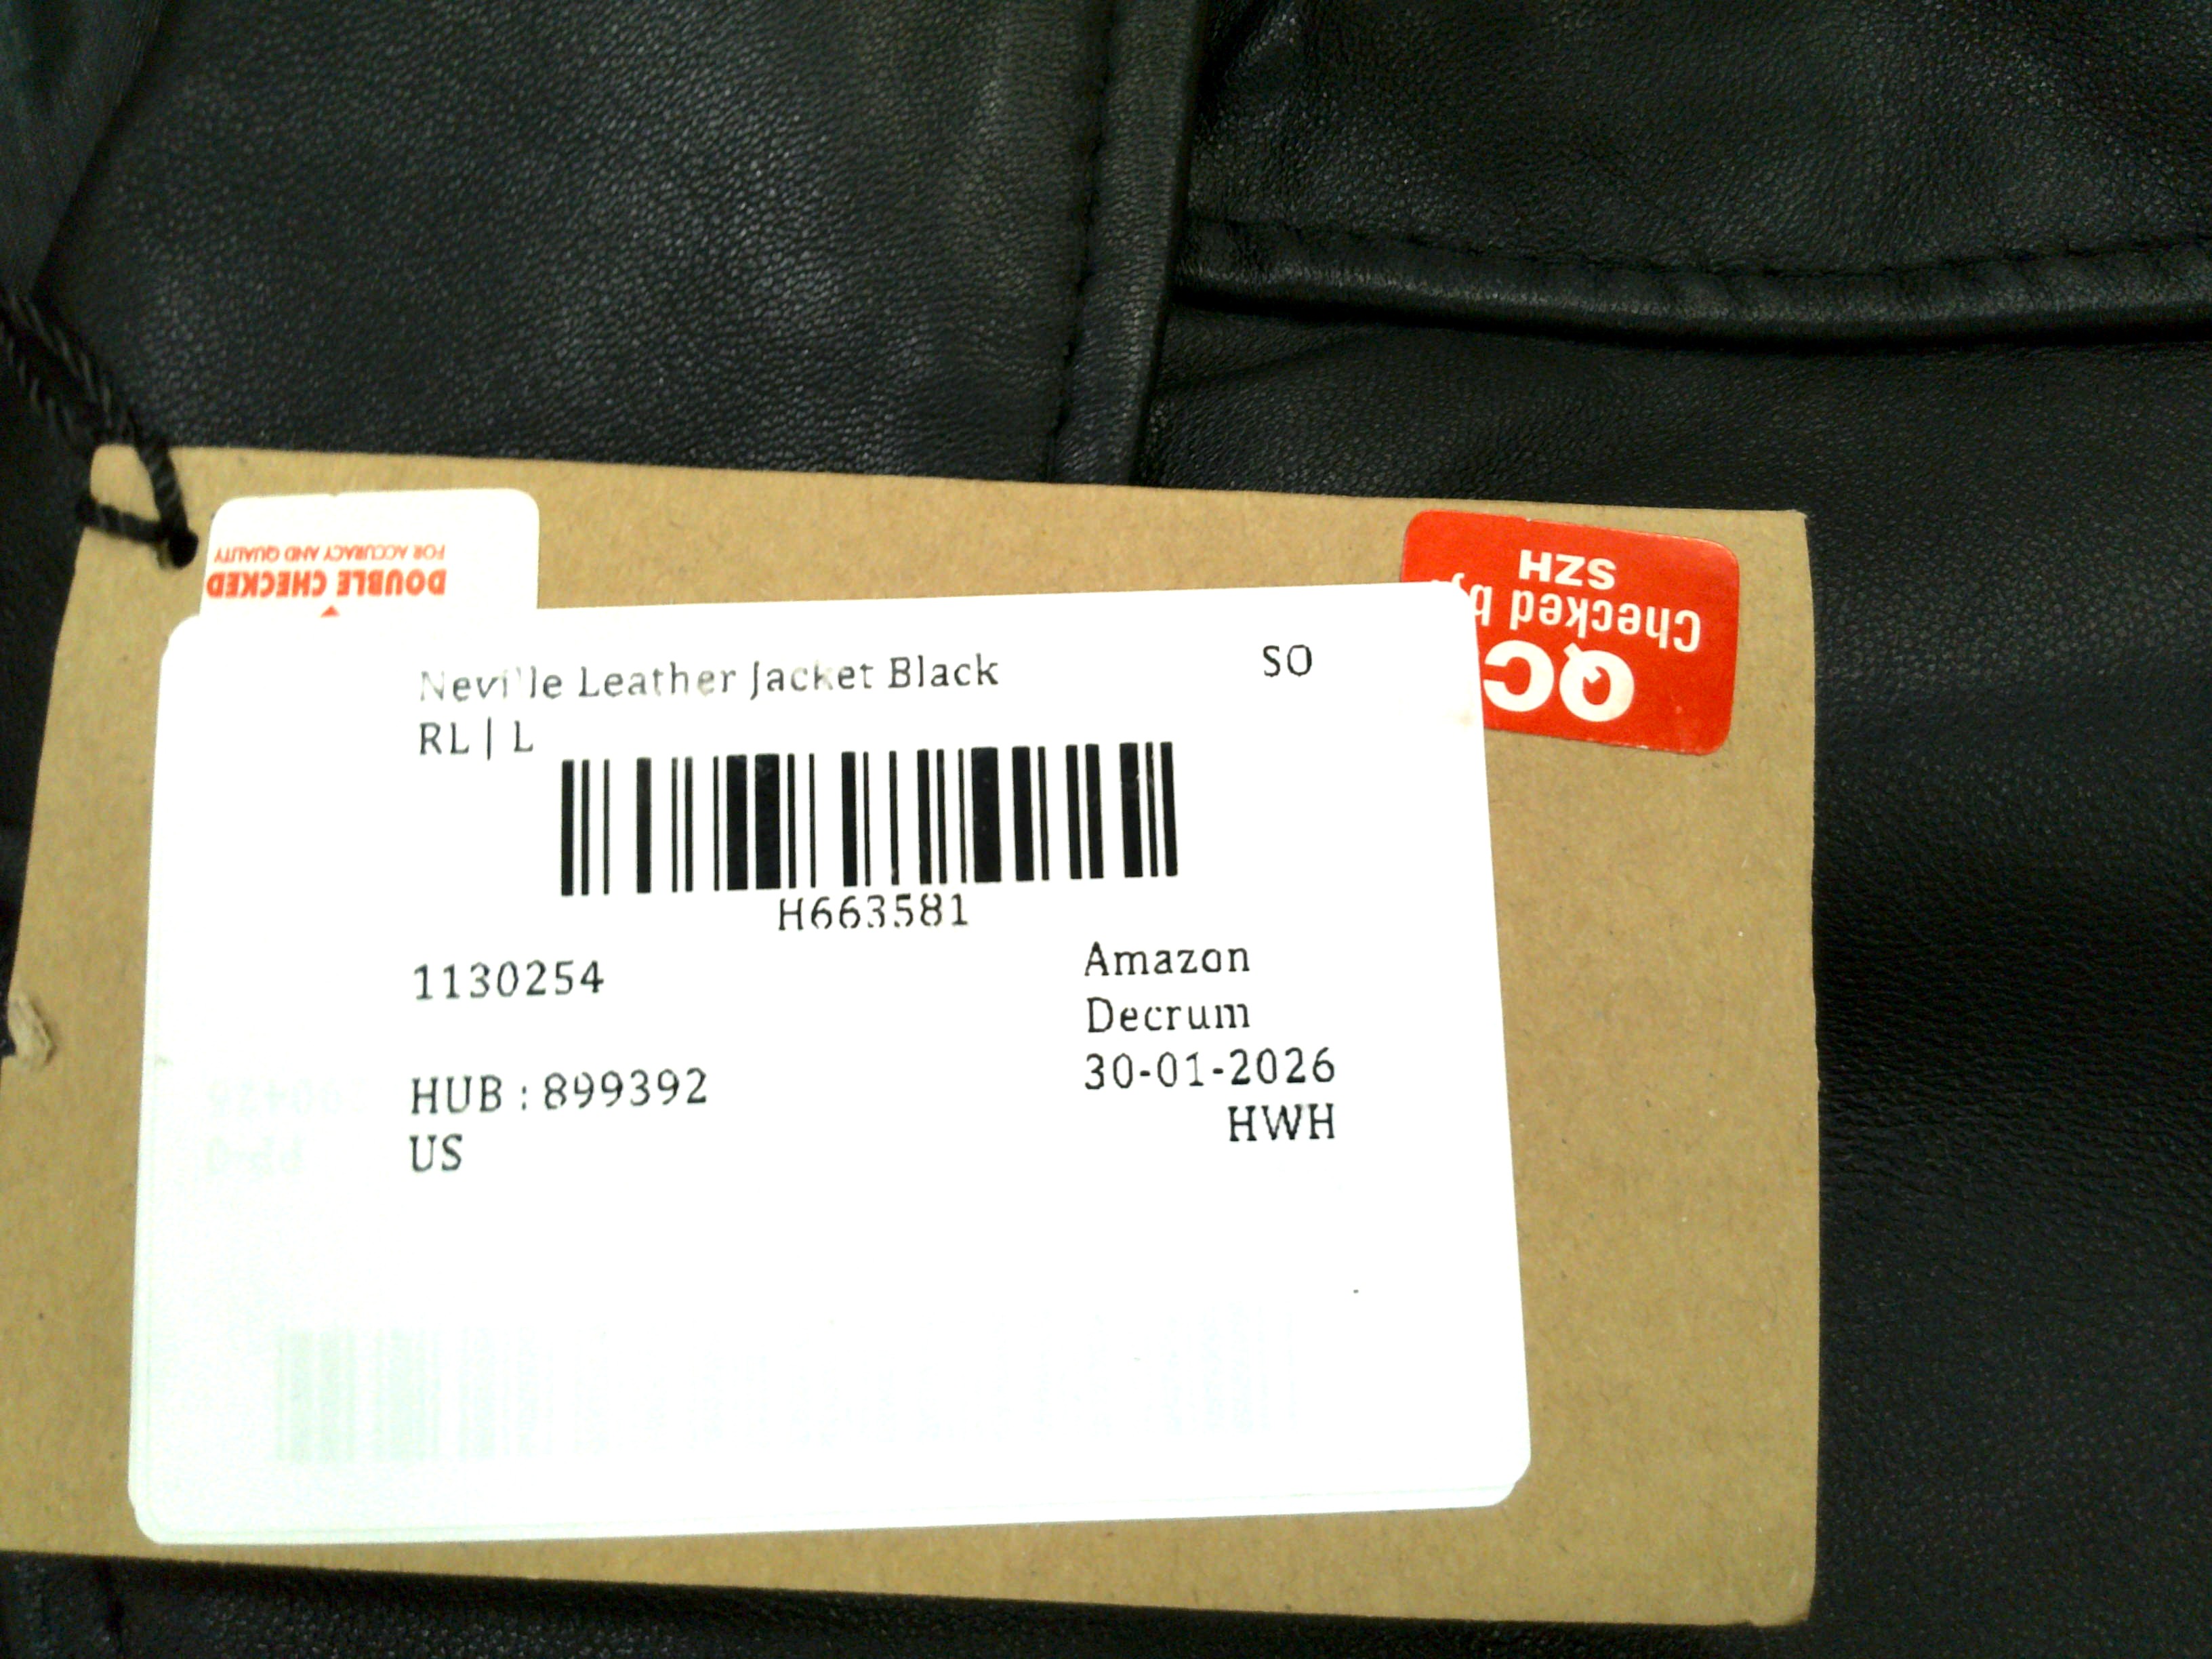 DOUBLE CHECKED
FOR ACCURACY AND QUALITY
QC
Checked by:
SZH
Neville Leather Jacket Black
SO
RL | L
H663581
1130254
Amazon
Decrum
30-01-2026
HWH
HUB : 899392
US